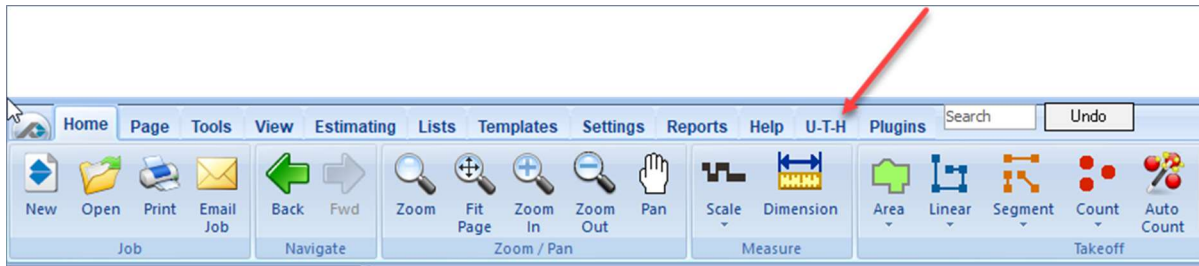 Home Page Tools View Estimating Lists Templates Settings Reports Help U-T-H Plugins Search Undo
New Open Print Email Job Back Fwd Zoom Fit Page Zoom In Zoom Out Pan Scale Dimension Area Linear Segment Count Auto Count
Job Navigate Zoom / Pan Measure Takeoff